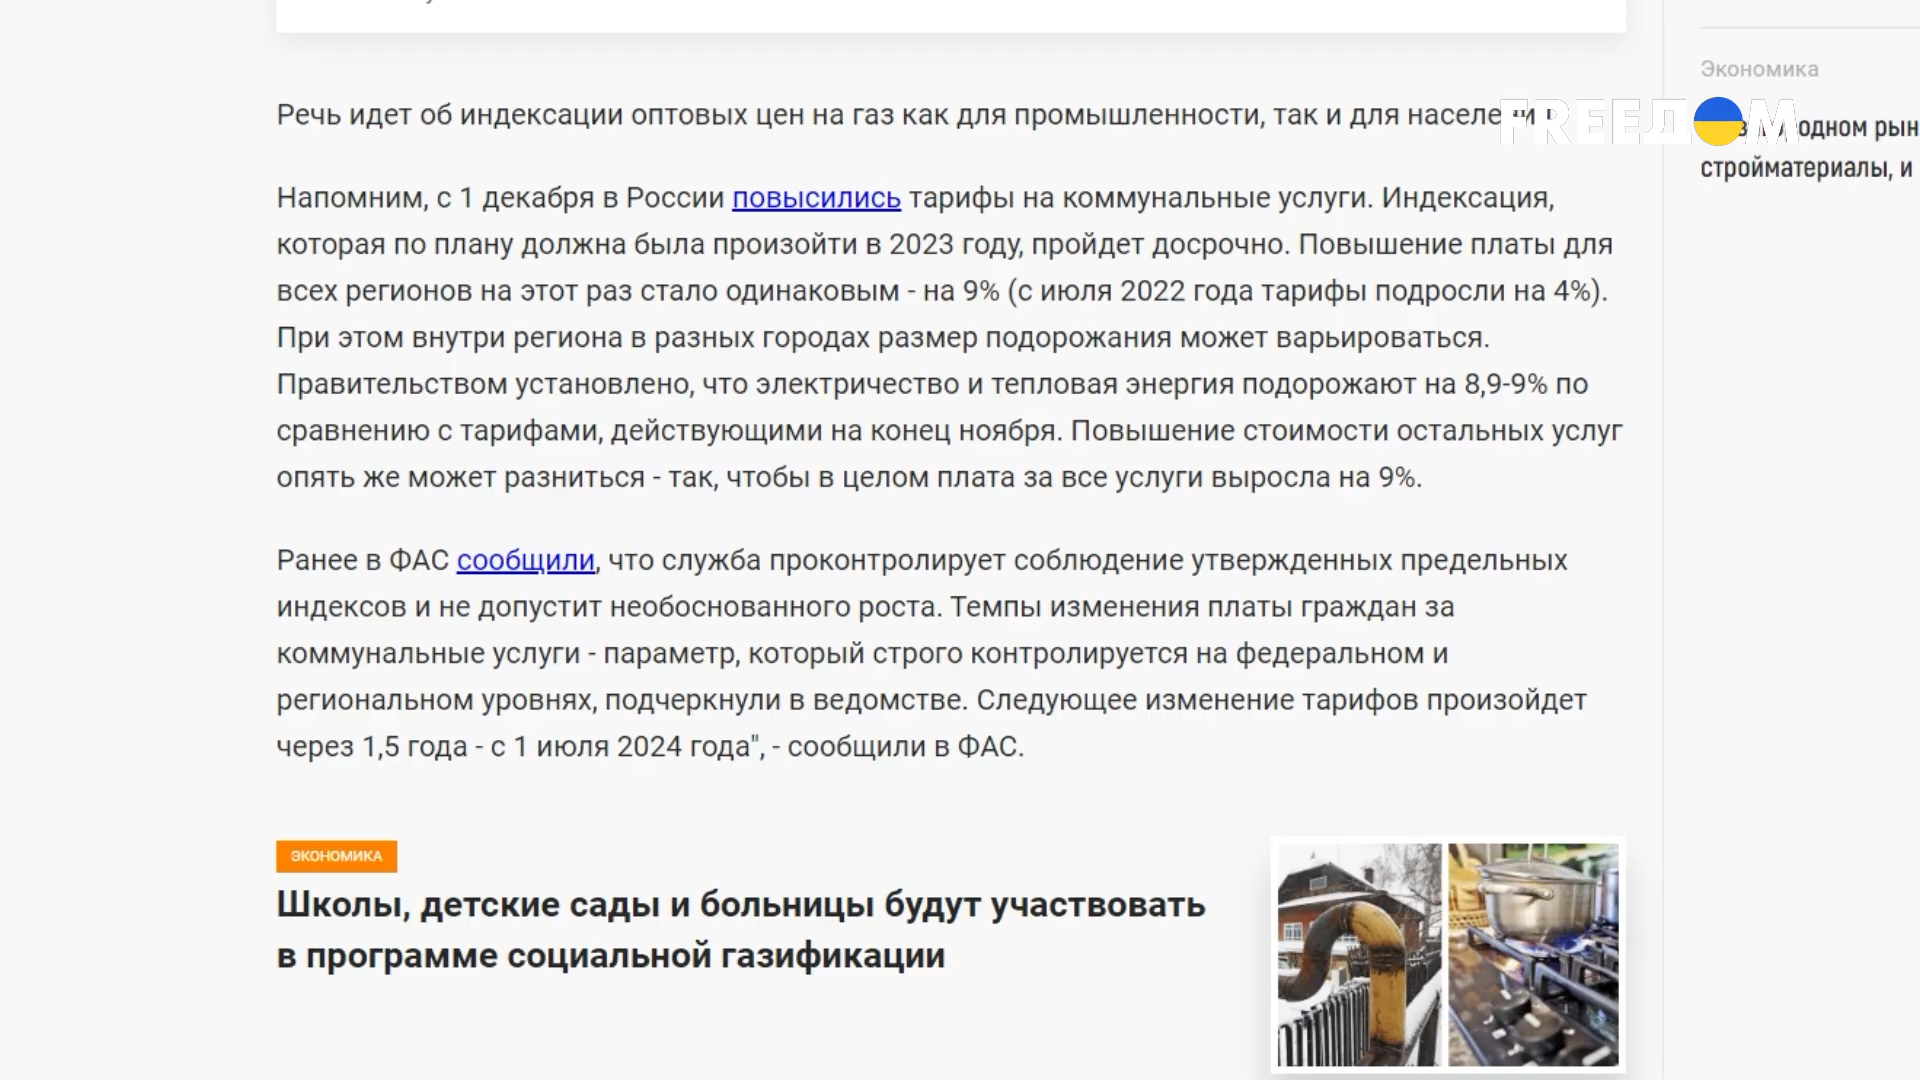 Речь идет об индексации оптовых цен на газ как для промышленности, так и для
Напомним, с 1 декабря в России повысились тарифы на коммунальные услуги. Индексация,
которая по плану должна была произойти в 2023 году, пройдет досрочно. Повышение платы для
всех регионов на этот раз стало одинаковым - на 9% (с июля 2022 года тарифы подросли на 4%).
При этом внутри региона в разных городах размер подорожания может варьироваться.
Правительством установлено, что электричество и тепловая энергия подорожают на 8,9-9% по
сравнению с тарифами, действующими на конец ноября. Повышение стоимости остальных услуг
опять же может разниться - так, чтобы в целом плата за все услуги выросла на 9%.
Ранее в ФАС сообщили, что служба проконтролирует соблюдение утвержденных предельных
индексов и не допустит необоснованного роста. Темпы изменения платы граждан за
коммунальные услуги - параметр, который строго контролируется на федеральном и
региональном уровнях, подчеркнули в ведомстве. Следующее изменение тарифов произойдет
через 1,5 года - с 1 июля 2024 года", - сообщили в ФАС.
ЭКОНОМИКА
Школы, детские сады и больницы будут участвовать
в программе социальной газификации
Экономика
FREEДОМ
стройматериалы, и